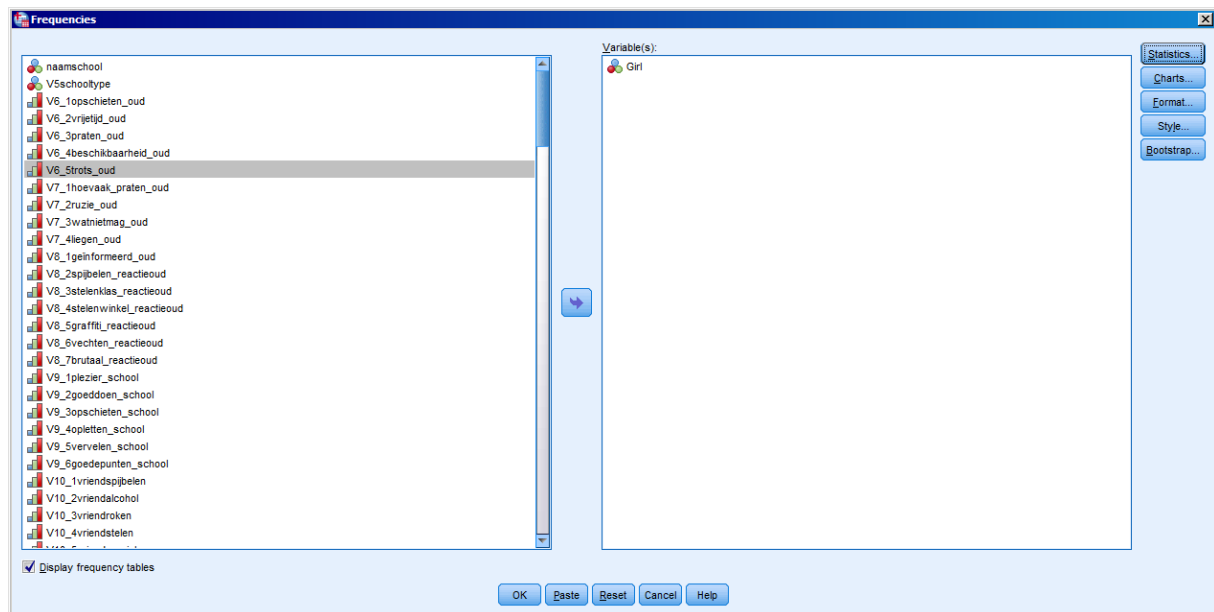 Frequencies
naamschool
V5schooltype
V6_1opschieten_oud
V6_2vrijetijd_oud
V6_3praten_oud
V6_4beschikbaarheid_oud
V6_5trots_oud
V7_1hoevaak_praten_oud
V7_2ruzie_oud
V7_3watnietmag_oud
V7_4liegen_oud
V8_1geïnformeerd_oud
V8_2spijbelen_reactieoud
V8_3stelenklas_reactieoud
V8_4stelenwinkel_reactieoud
V8_5graffiti_reactieoud
V8_6vechten_reactieoud
V8_7brutaal_reactieoud
V9_1plezier_school
V9_2goeddoen_school
V9_3opschieten_school
V9_4opletten_school
V9_5vervelen_school
V9_6goedepunten_school
V10_1vriendspijbelen
V10_2vriendalcohol
V10_3vriendroken
V10_4vriendstelen
Variable(s):
Girl
Statistics...
Charts...
Format...
Style...
Bootstrap...
Display frequency tables
OK Paste Reset Cancel Help